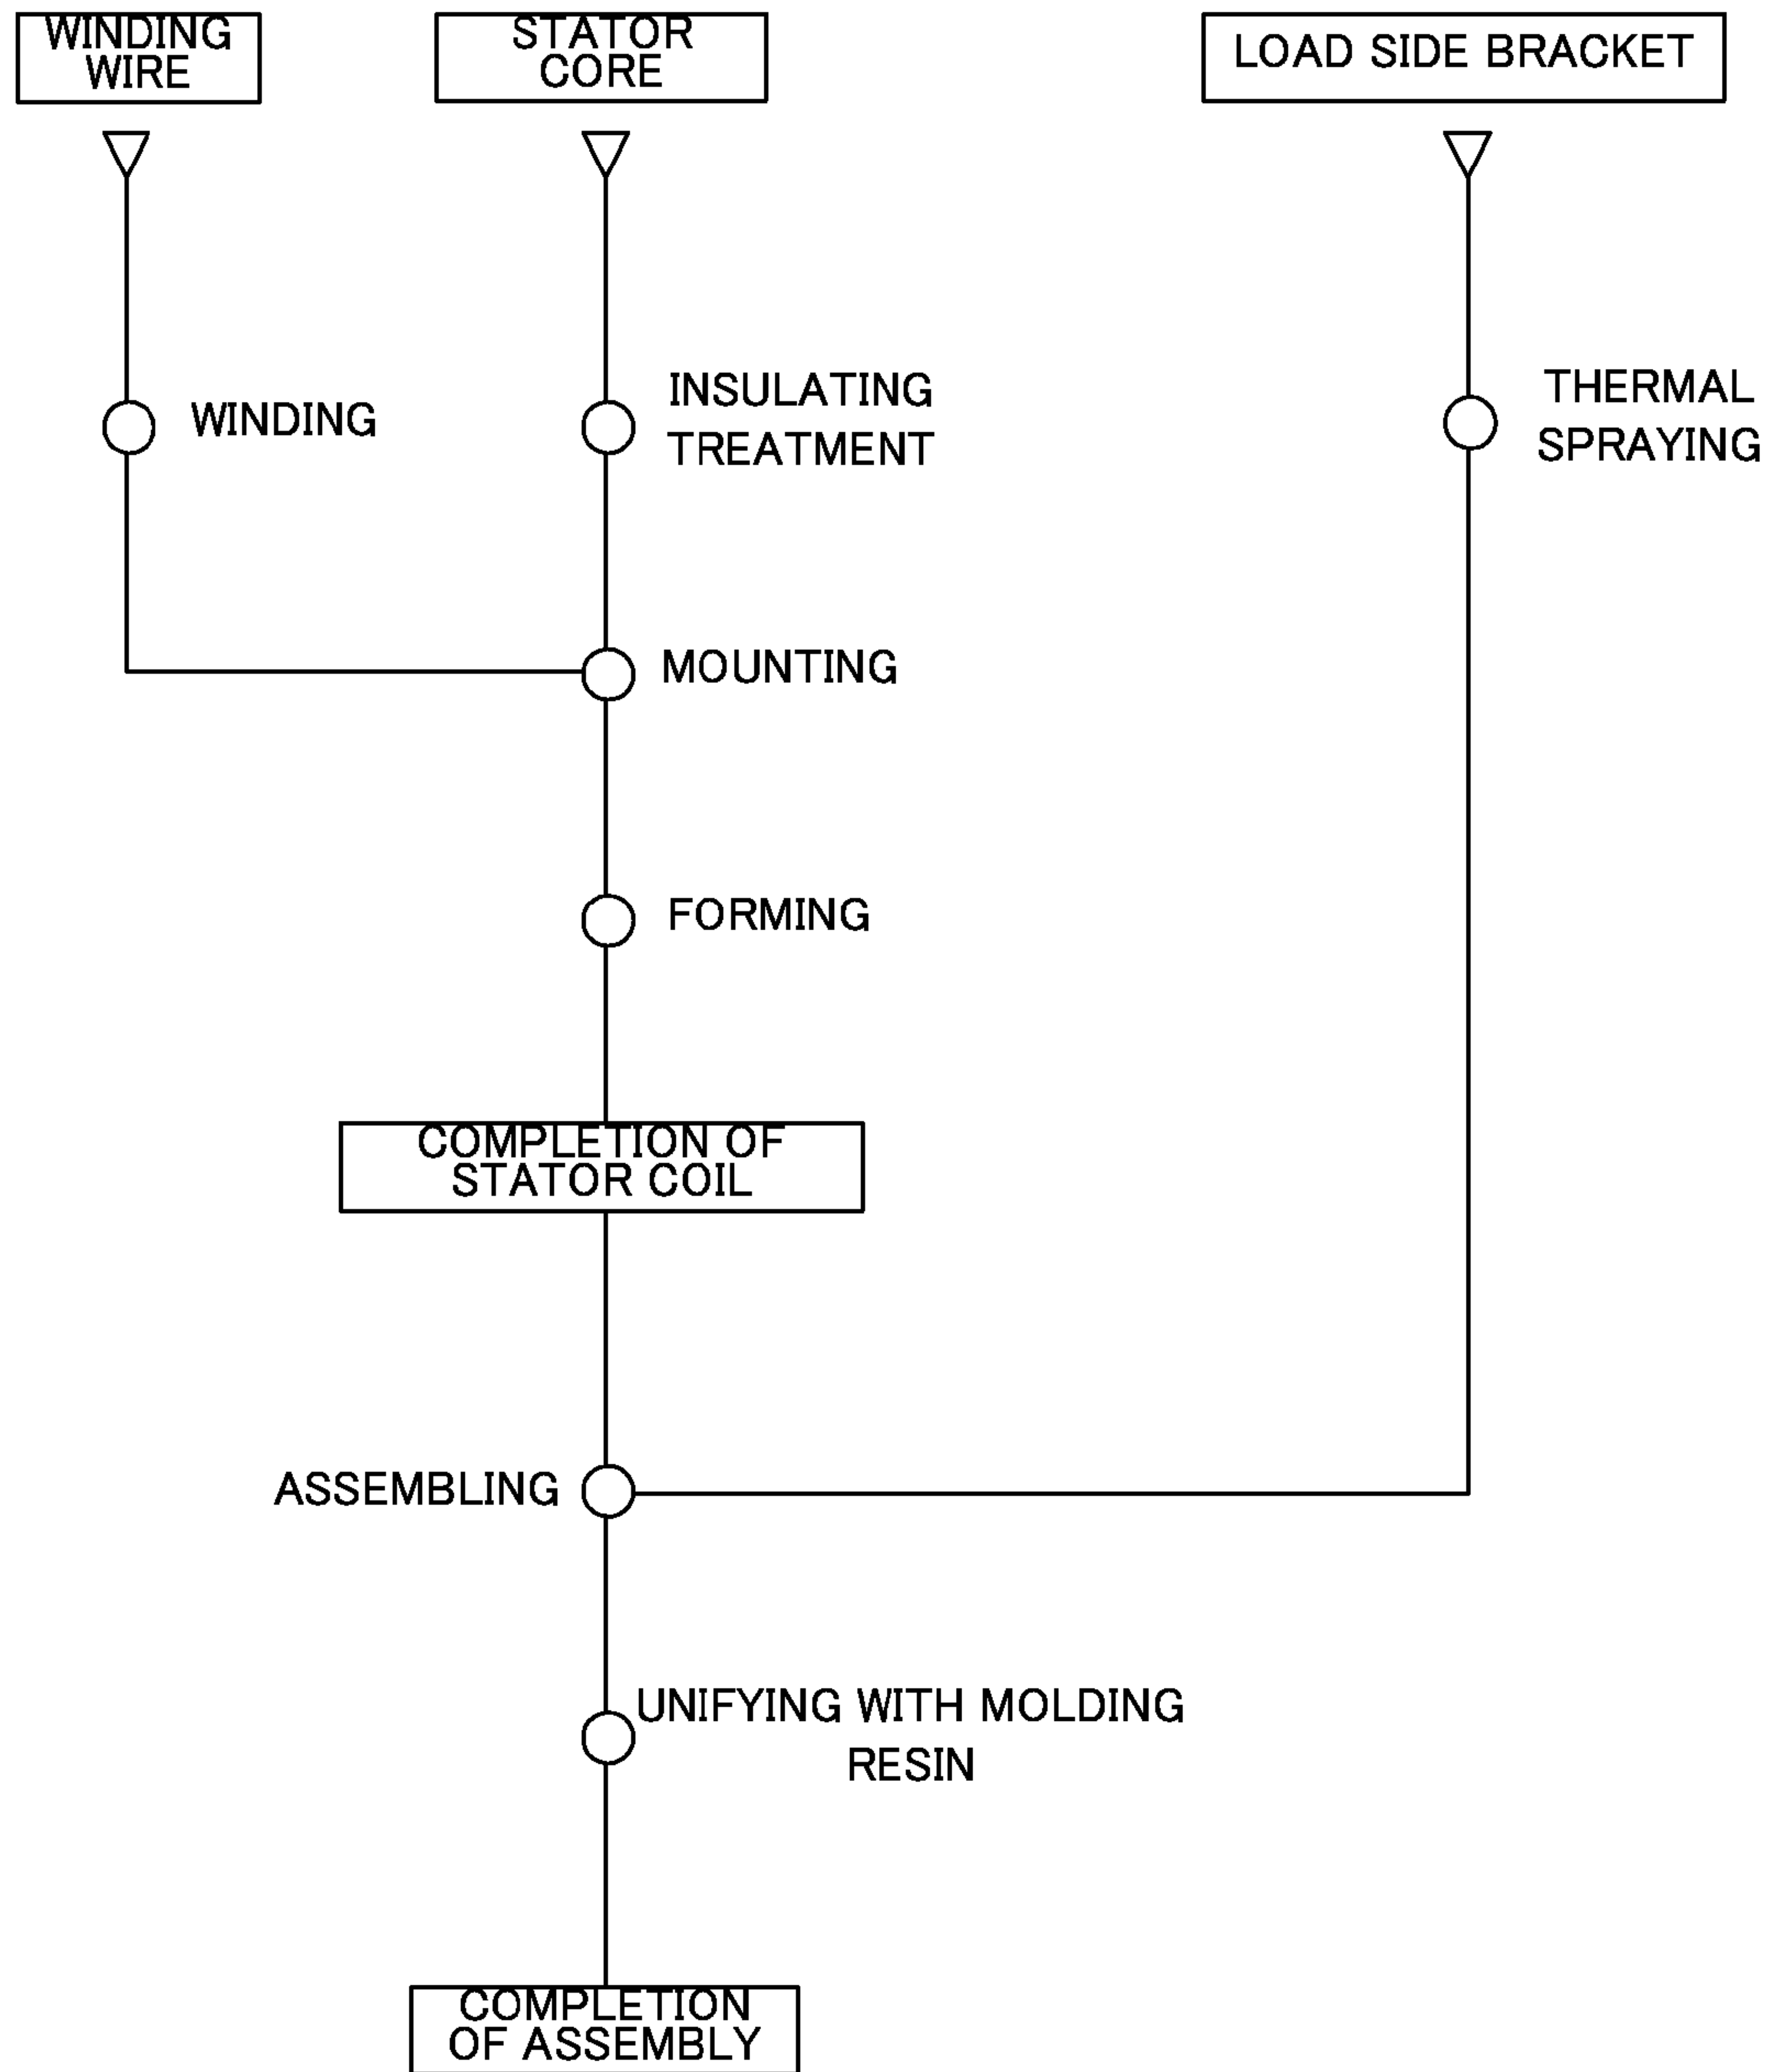 WINDING
WIRE
STATOR
CORE
LOAD SIDE BRACKET
WINDING
INSULATING
TREATMENT
THERMAL
SPRAYING
MOUNTING
FORMING
COMPLETION OF
STATOR COIL
ASSEMBLING
UNIFYING WITH MOLDING
RESIN
COMPLETION
OF ASSEMBLY